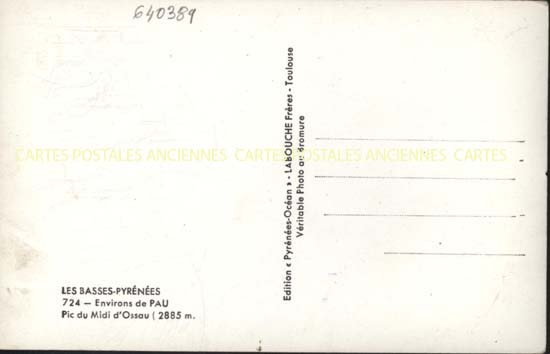 640389
CARTES POSTALES ANCIENNES CARTES POSTALES ANCIENNES
Edition « Pyrénées-Océan » - LABOUCHE Frères - Toulouse
Véritable Photo au Bromure
LES BASSES-PYRÉNÉES
724 — Environs de PAU
Pic du Midi d'Ossau ( 2885 m.